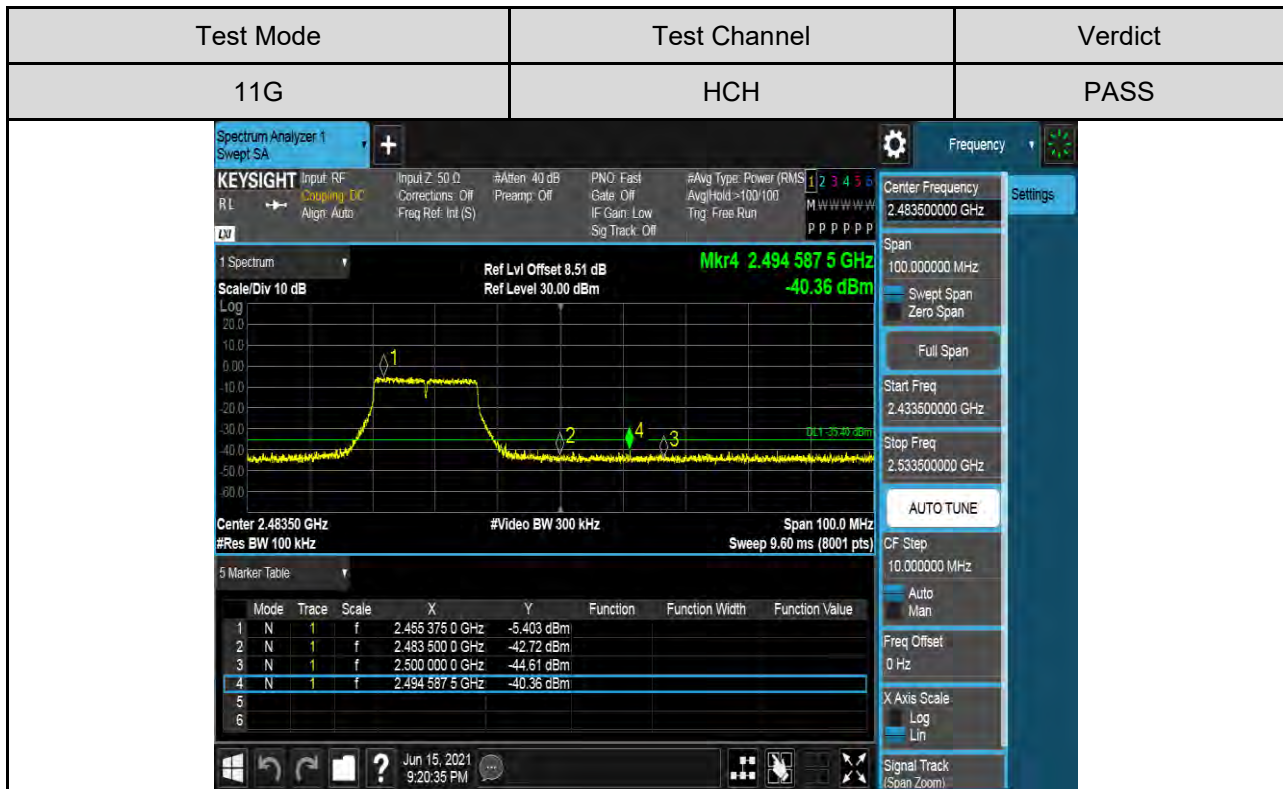 Test Mode Test Channel Verdict
11G HCH PASS
Spectrum Analyzer 1
Swept SA
+
Frequency
KEYSIGHT Input: RF Input Z: 50 Ω #Atten: 40 dB PNO: Fast #Avg Type: Power (RMS 1 2 3 4 5 6
RL Coupling: DC Corrections: Off Preamp: Off Gate: Off Avg|Hold:>100/100 M W W W W W
Align: Auto Freq Ref: Int (S) IF Gain: Low Trig: Free Run
LXI Sig Track: Off P P P P P P
Settings
Center Frequency
2.483500000 GHz
Span
100.000000 MHz
Swept Span
Zero Span
Full Span
Start Freq
2.433500000 GHz
Stop Freq
2.533500000 GHz
AUTO TUNE
CF Step
10.000000 MHz
Auto
Man
Freq Offset
0 Hz
X Axis Scale
Log
Lin
Signal Track
(Span Zoom)
1 Spectrum
Ref Lvl Offset 8.51 dB
Mkr4 2.494 587 5 GHz
Scale/Div 10 dB
Ref Level 30.00 dBm
-40.36 dBm
Log
20.0
10.0
0.00
-10.0
-20.0
-30.0
-40.0
-50.0
-60.0
1
2
4
3
DL1 -35.40 dBm
Center 2.48350 GHz #Video BW 300 kHz Span 100.0 MHz
#Res BW 100 kHz Sweep 9.60 ms (8001 pts)
5 Marker Table
Mode Trace Scale X Y Function Function Width Function Value
1 N 1 f 2.455 375 0 GHz -5.403 dBm
2 N 1 f 2.483 500 0 GHz -42.72 dBm
3 N 1 f 2.500 000 0 GHz -44.61 dBm
4 N 1 f 2.494 587 5 GHz -40.36 dBm
5
6
?
Jun 15, 2021
9:20:35 PM